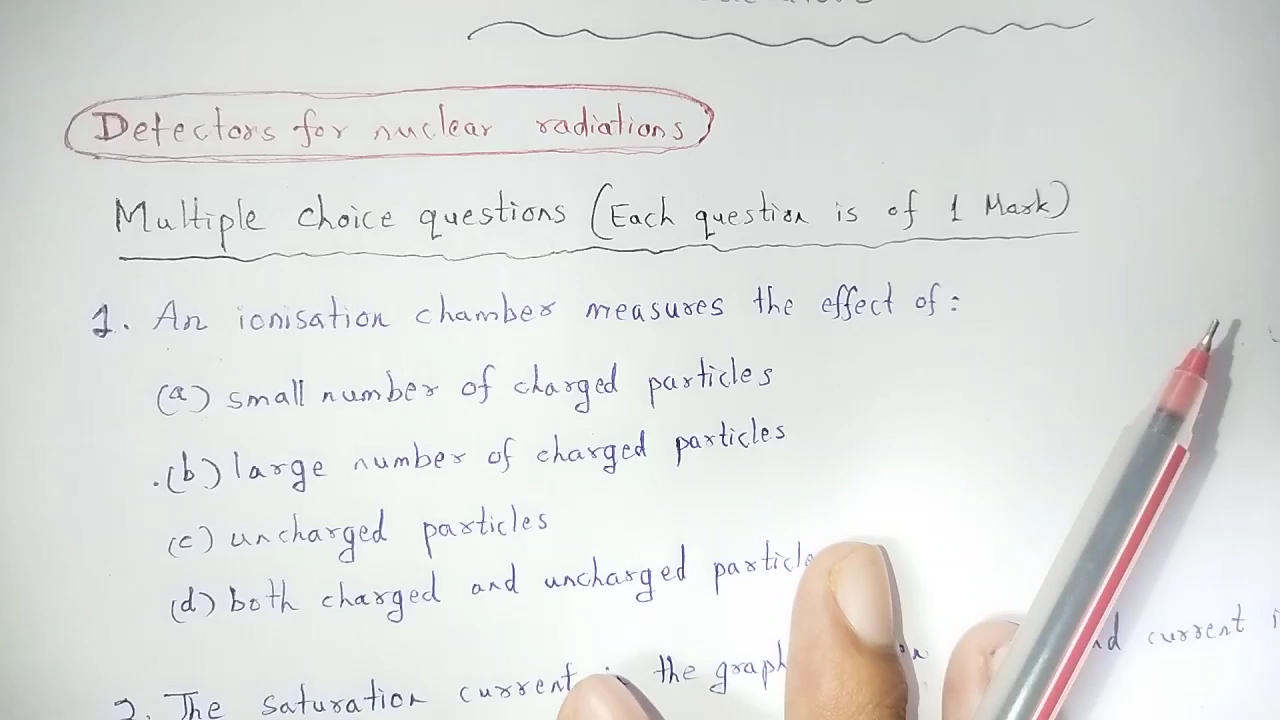 Detectors for nuclear radiations
Multiple choice questions (Each question is of 1 Mark)
1. An ionisation chamber measures the effect of:
(a) small number of charged particles
.(b) large number of charged particles
(c) uncharged particles
(d) both charged and uncharged
2. The saturation current the graph current